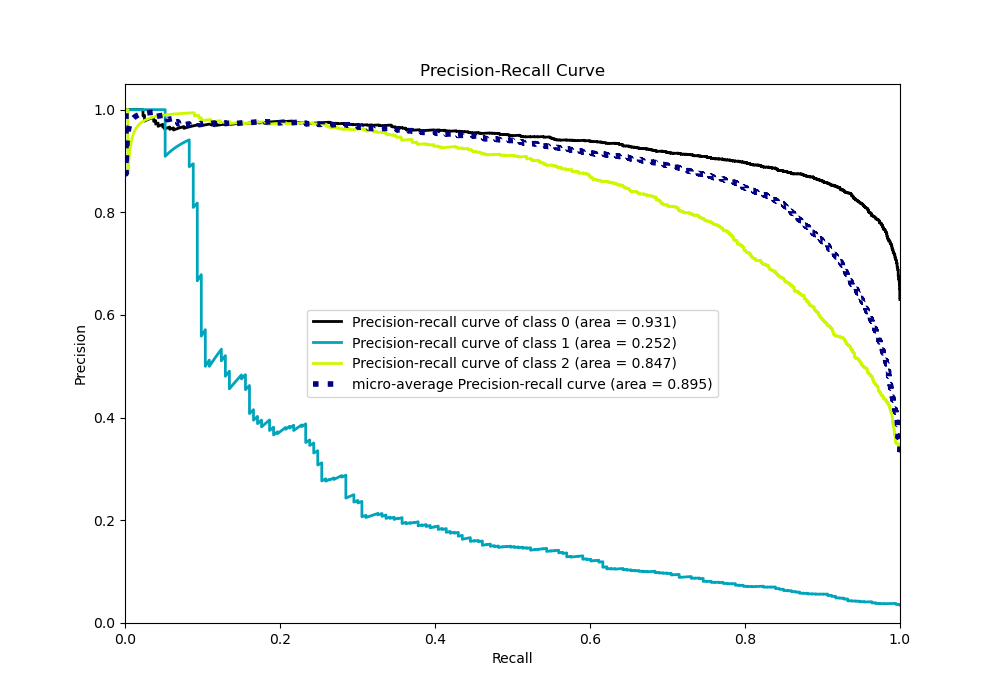 Precision-Recall Curve
1.0
0.8
0.6
0.4
0.2
0.0
Precision
Precision-recall curve of class 0 (area = 0.931)
Precision-recall curve of class 1 (area = 0.252)
Precision-recall curve of class 2 (area = 0.847)
micro-average Precision-recall curve (area = 0.895)
0.0 0.2 0.4 0.6 0.8 1.0
Recall